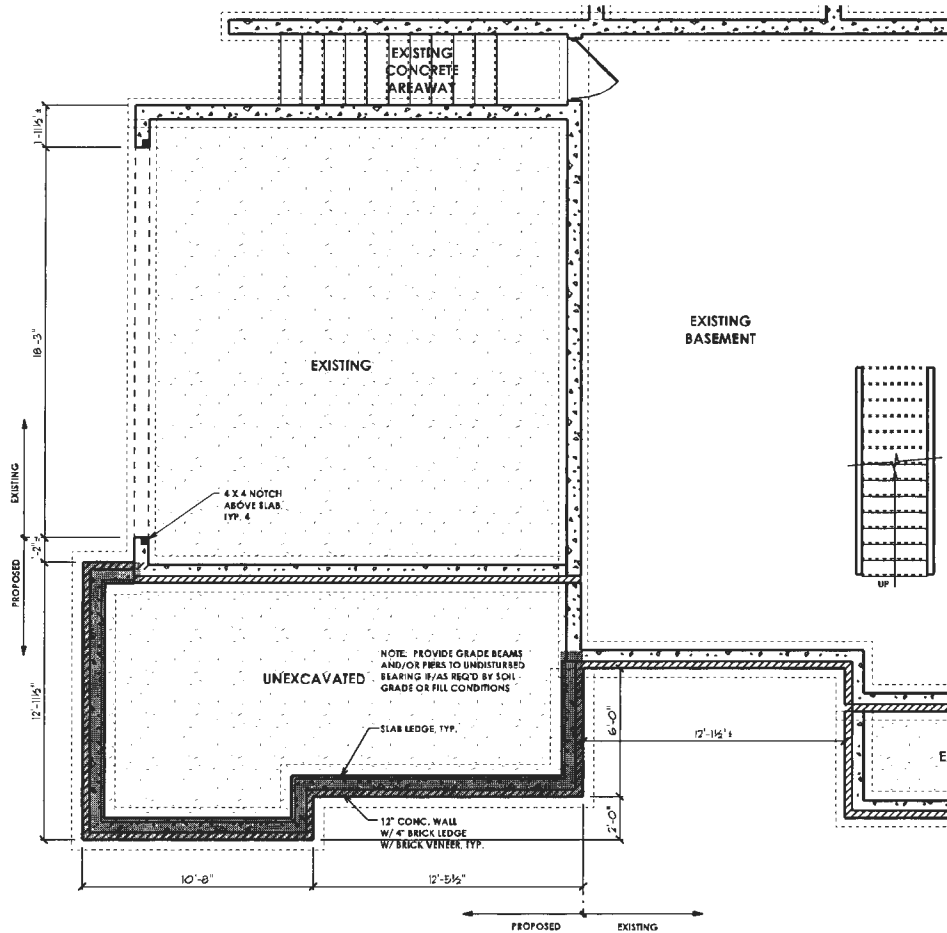 EXISTING
CONCRETE
AREAWAY
1'-11½"±
18'-3"
EXISTING
BASEMENT
EXISTING
EXISTING
4 X 4 NOTCH
ABOVE SLAB
TYP. 4
PROPOSED
UP
12'-11½"
UNEXCAVATED
NOTE: PROVIDE GRADE BEAMS
AND/OR PIERS TO UNDISTURBED
BEARING IF/AS REQ'D BY SOIL
GRADE OR FILL CONDITIONS
SLAB LEDGE, TYP.
6'-0"
12'-1½"±
E
12" CONC. WALL
W/ 4" BRICK LEDGE
W/ BRICK VENEER, TYP.
2'-0"
10'-8"
12'-5½"
PROPOSED
EXISTING